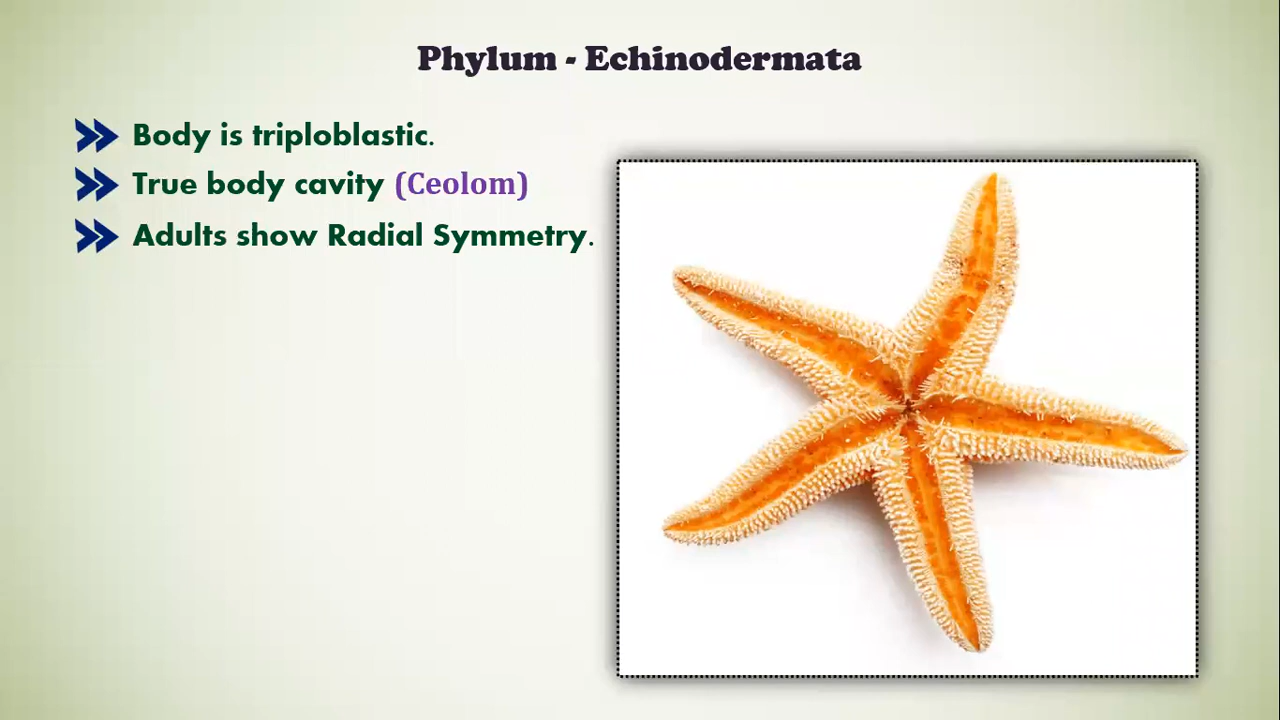 Phylum - Echinodermata
Body is triploblastic.
True body cavity (Ceolom)
Adults show Radial Symmetry.